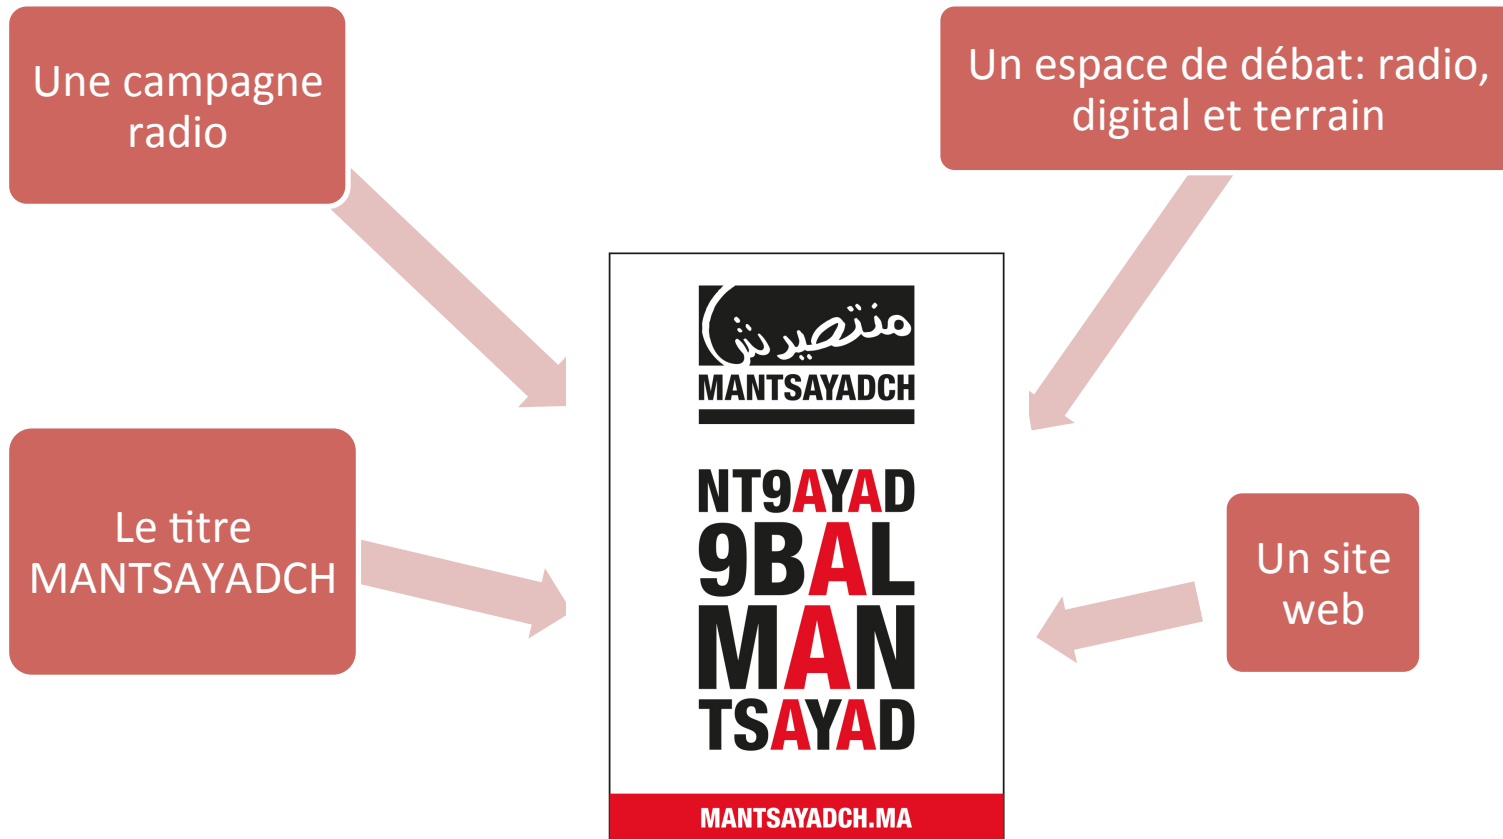 Une campagne
radio
Un espace de débat: radio,
digital et terrain
Le titre
MANTSAYADCH
منتصيدش
MANTSAYADCH
NT9AYAD
9BAL
MAN
TSAYAD
MANTSAYADCH.MA
Un site
web